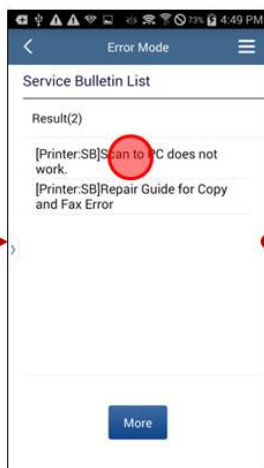 73% 4:49 PM
Error Mode
Service Bulletin List
Result(2)
[Printer:SB]Scan to PC does not
work.
[Printer:SB]Repair Guide for Copy
and Fax Error
More